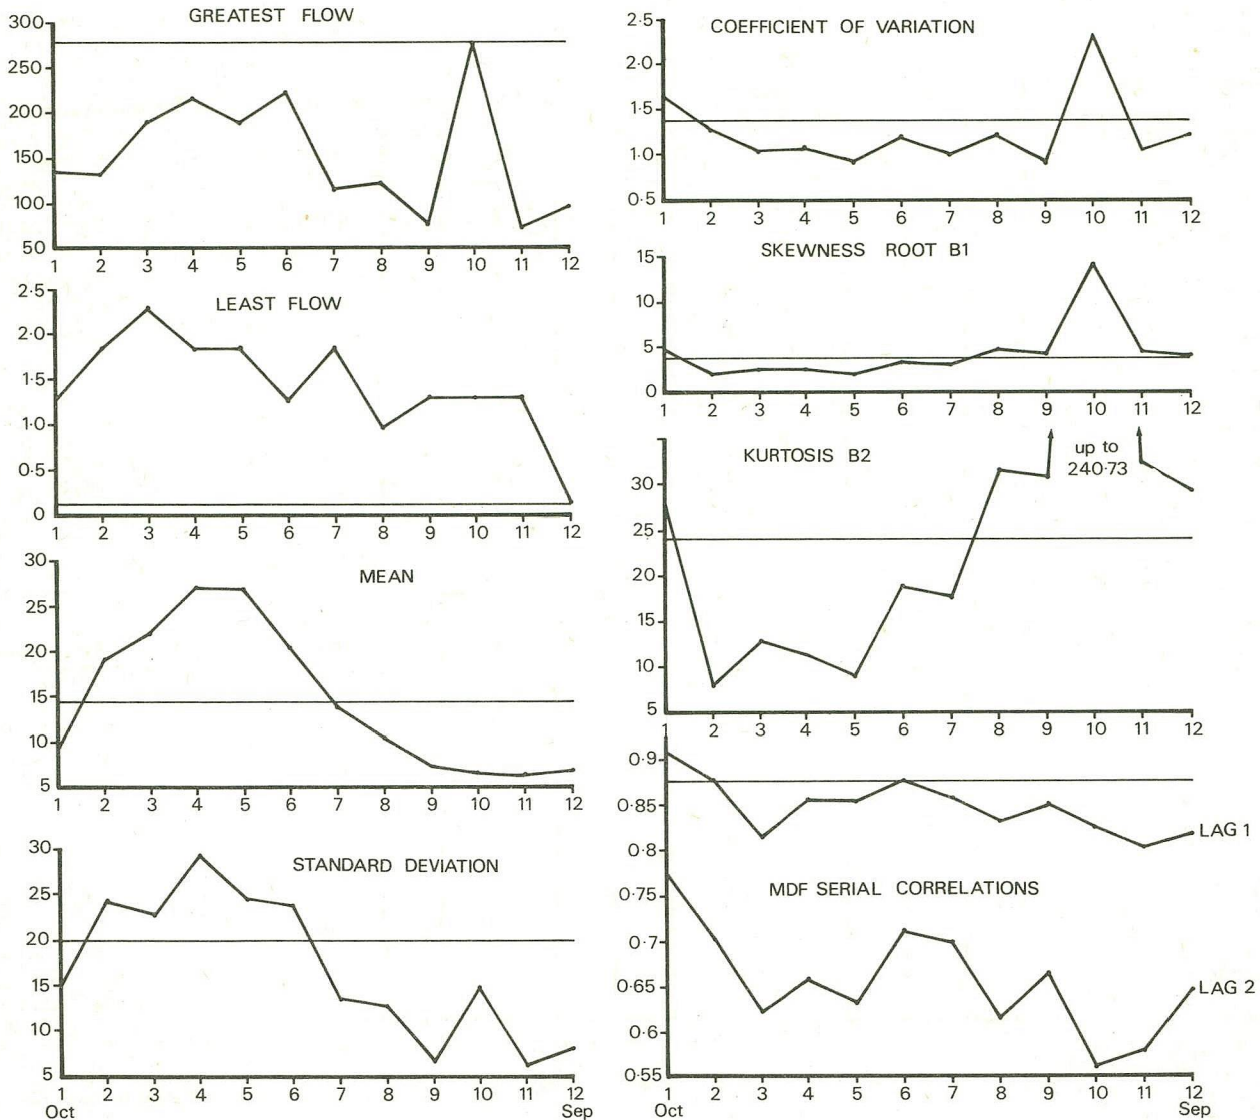 GREATEST FLOW
300
250
200
150
100
50
1 2 3 4 5 6 7 8 9 10 11 12
LEAST FLOW
2·5
2·0
1·5
1·0
0·5
0
1 2 3 4 5 6 7 8 9 10 11 12
MEAN
30
25
20
15
10
5
1 2 3 4 5 6 7 8 9 10 11 12
STANDARD DEVIATION
30
25
20
15
10
5
1 2 3 4 5 6 7 8 9 10 11 12
Oct Sep
COEFFICIENT OF VARIATION
2·5
2·0
1·5
1·0
0·5
1 2 3 4 5 6 7 8 9 10 11 12
SKEWNESS ROOT B1
15
10
5
0
1 2 3 4 5 6 7 8 9 10 11 12
KURTOSIS B2
up to
240·73
30
25
20
15
10
5
1 2 3 4 5 6 7 8 9 10 11 12
0·9
0·85
0·8
LAG 1
MDF SERIAL CORRELATIONS
0·75
0·7
0·65
LAG 2
0·6
0·55
1 2 3 4 5 6 7 8 9 10 11 12
Oct Sep